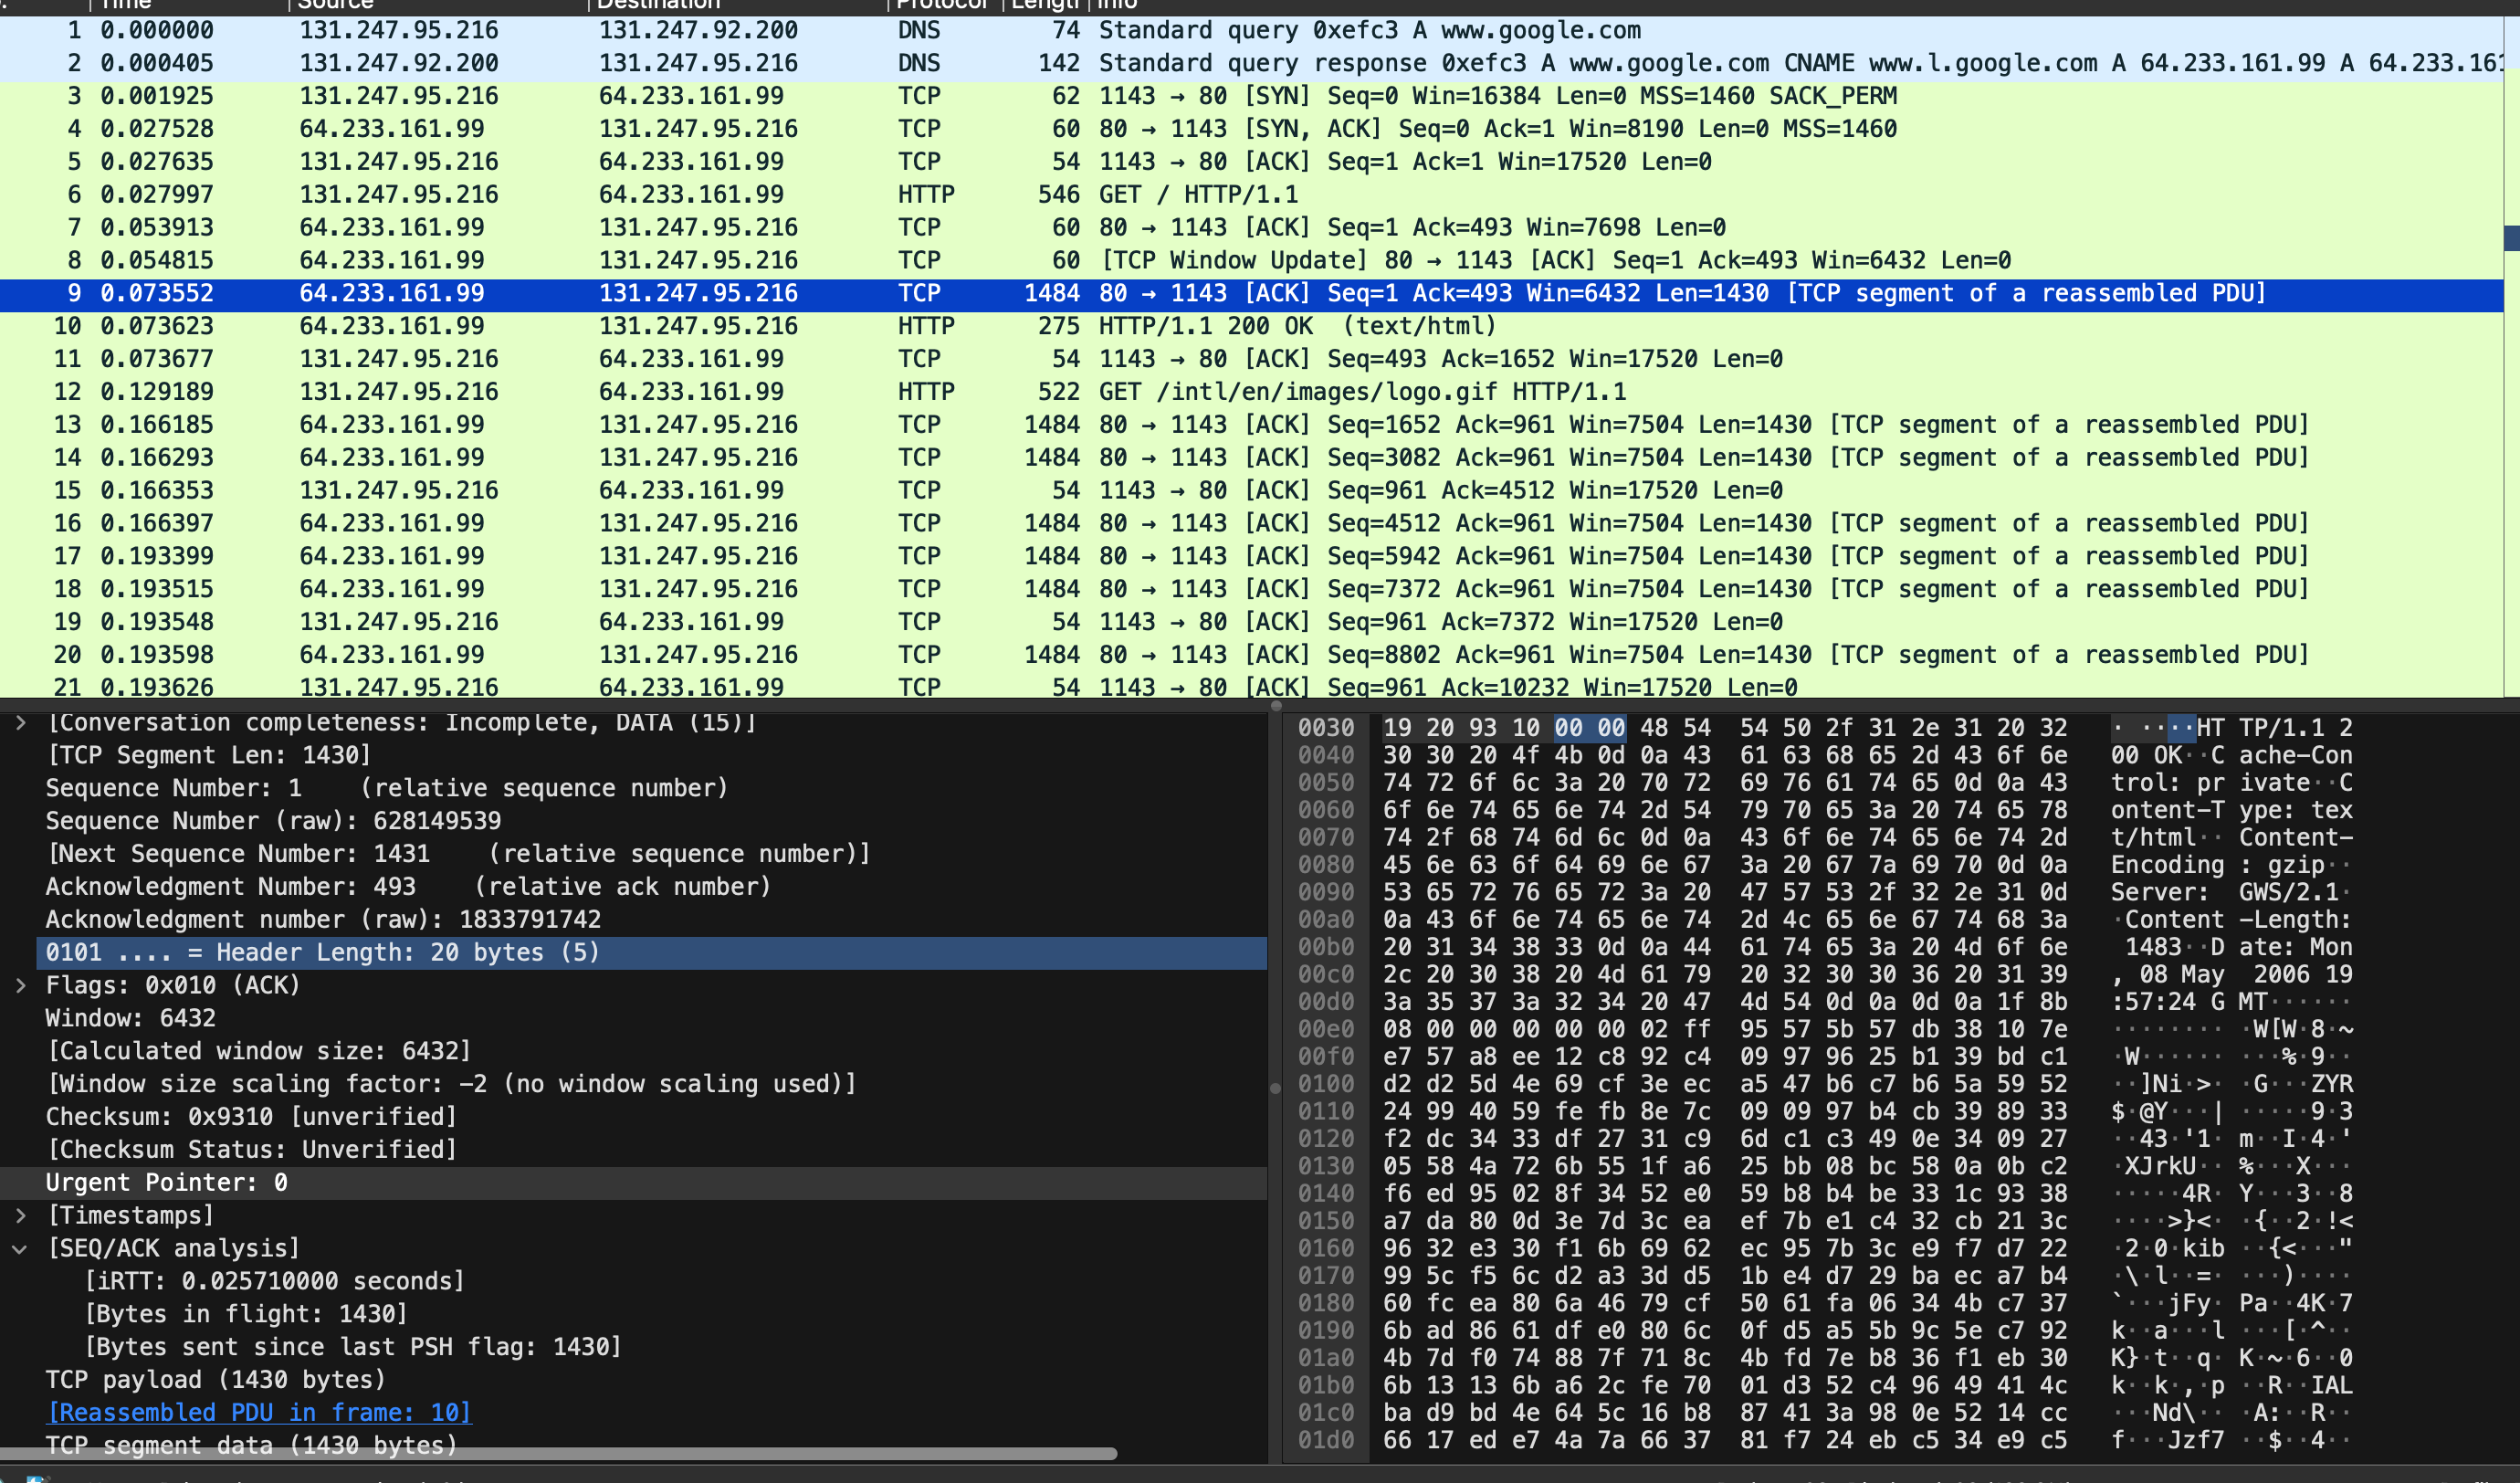 Time Source Destination Protocol Length Info
1 0.000000 131.247.95.216 131.247.92.200 DNS 74 Standard query 0xefc3 A www.google.com
2 0.000405 131.247.92.200 131.247.95.216 DNS 142 Standard query response 0xefc3 A www.google.com CNAME www.l.google.com A 64.233.161.99 A 64.233.161
3 0.001925 131.247.95.216 64.233.161.99 TCP 62 1143 → 80 [SYN] Seq=0 Win=16384 Len=0 MSS=1460 SACK_PERM
4 0.027528 64.233.161.99 131.247.95.216 TCP 60 80 → 1143 [SYN, ACK] Seq=0 Ack=1 Win=8190 Len=0 MSS=1460
5 0.027635 131.247.95.216 64.233.161.99 TCP 54 1143 → 80 [ACK] Seq=1 Ack=1 Win=17520 Len=0
6 0.027997 131.247.95.216 64.233.161.99 HTTP 546 GET / HTTP/1.1
7 0.053913 64.233.161.99 131.247.95.216 TCP 60 80 → 1143 [ACK] Seq=1 Ack=493 Win=7698 Len=0
8 0.054815 64.233.161.99 131.247.95.216 TCP 60 [TCP Window Update] 80 → 1143 [ACK] Seq=1 Ack=493 Win=6432 Len=0
9 0.073552 64.233.161.99 131.247.95.216 TCP 1484 80 → 1143 [ACK] Seq=1 Ack=493 Win=6432 Len=1430 [TCP segment of a reassembled PDU]
10 0.073623 64.233.161.99 131.247.95.216 HTTP 275 HTTP/1.1 200 OK (text/html)
11 0.073677 131.247.95.216 64.233.161.99 TCP 54 1143 → 80 [ACK] Seq=493 Ack=1652 Win=17520 Len=0
12 0.129189 131.247.95.216 64.233.161.99 HTTP 522 GET /intl/en/images/logo.gif HTTP/1.1
13 0.166185 64.233.161.99 131.247.95.216 TCP 1484 80 → 1143 [ACK] Seq=1652 Ack=961 Win=7504 Len=1430 [TCP segment of a reassembled PDU]
14 0.166293 64.233.161.99 131.247.95.216 TCP 1484 80 → 1143 [ACK] Seq=3082 Ack=961 Win=7504 Len=1430 [TCP segment of a reassembled PDU]
15 0.166353 131.247.95.216 64.233.161.99 TCP 54 1143 → 80 [ACK] Seq=961 Ack=4512 Win=17520 Len=0
16 0.166397 64.233.161.99 131.247.95.216 TCP 1484 80 → 1143 [ACK] Seq=4512 Ack=961 Win=7504 Len=1430 [TCP segment of a reassembled PDU]
17 0.193399 64.233.161.99 131.247.95.216 TCP 1484 80 → 1143 [ACK] Seq=5942 Ack=961 Win=7504 Len=1430 [TCP segment of a reassembled PDU]
18 0.193515 64.233.161.99 131.247.95.216 TCP 1484 80 → 1143 [ACK] Seq=7372 Ack=961 Win=7504 Len=1430 [TCP segment of a reassembled PDU]
19 0.193548 131.247.95.216 64.233.161.99 TCP 54 1143 → 80 [ACK] Seq=961 Ack=7372 Win=17520 Len=0
20 0.193598 64.233.161.99 131.247.95.216 TCP 1484 80 → 1143 [ACK] Seq=8802 Ack=961 Win=7504 Len=1430 [TCP segment of a reassembled PDU]
21 0.193626 131.247.95.216 64.233.161.99 TCP 54 1143 → 80 [ACK] Seq=961 Ack=10232 Win=17520 Len=0
[Conversation completeness: Incomplete, DATA (15)]
[TCP Segment Len: 1430]
Sequence Number: 1 (relative sequence number)
Sequence Number (raw): 628149539
[Next Sequence Number: 1431 (relative sequence number)]
Acknowledgment Number: 493 (relative ack number)
Acknowledgment number (raw): 1833791742
0101 .... = Header Length: 20 bytes (5)
Flags: 0x010 (ACK)
Window: 6432
[Calculated window size: 6432]
[Window size scaling factor: -2 (no window scaling used)]
Checksum: 0x9310 [unverified]
[Checksum Status: Unverified]
Urgent Pointer: 0
[Timestamps]
[SEQ/ACK analysis]
[iRTT: 0.025710000 seconds]
[Bytes in flight: 1430]
[Bytes sent since last PSH flag: 1430]
TCP payload (1430 bytes)
[Reassembled PDU in frame: 10]
TCP segment data (1430 bytes)
0030 19 20 93 10 00 00 48 54 54 50 2f 31 2e 31 20 32 · ····HT TP/1.1 2
0040 30 30 20 4f 4b 0d 0a 43 61 63 68 65 2d 43 6f 6e 00 OK··C ache-Con
0050 74 72 6f 6c 3a 20 70 72 69 76 61 74 65 0d 0a 43 trol: pr ivate··C
0060 6f 6e 74 65 6e 74 2d 54 79 70 65 3a 20 74 65 78 ontent-T ype: tex
0070 74 2f 68 74 6d 6c 0d 0a 43 6f 6e 74 65 6e 74 2d t/html·· Content-
0080 45 6e 63 6f 64 69 6e 67 3a 20 67 7a 69 70 0d 0a Encoding : gzip··
0090 53 65 72 76 65 72 3a 20 47 57 53 2f 32 2e 31 0d Server: GWS/2.1·
00a0 0a 43 6f 6e 74 65 6e 74 2d 4c 65 6e 67 74 68 3a ·Content -Length:
00b0 20 31 34 38 33 0d 0a 44 61 74 65 3a 20 4d 6f 6e 1483··D ate: Mon
00c0 2c 20 30 38 20 4d 61 79 20 32 30 30 36 20 31 39 , 08 May 2006 19
00d0 3a 35 37 3a 32 34 20 47 4d 54 0d 0a 0d 0a 1f 8b :57:24 G MT······
00e0 08 00 00 00 00 00 02 ff 95 57 5b 57 db 38 10 7e ········ ·W[W·8·~
00f0 e7 57 a8 ee 12 c8 92 c4 09 97 96 25 b1 39 bd c1 ·W······ ···%·9··
0100 d2 d2 5d 4e 69 cf 3e ec a5 47 b6 c7 b6 5a 59 52 ··]Ni·>· ·G···ZYR
0110 24 99 40 59 fe fb 8e 7c 09 09 97 b4 cb 39 89 33 $·@Y···| ·····9·3
0120 f2 dc 34 33 df 27 31 c9 6d c1 c3 49 0e 34 09 27 ··43·'1· m··I·4·'
0130 05 58 4a 72 6b 55 1f a6 25 bb 08 bc 58 0a 0b c2 ·XJrkU·· %···X···
0140 f6 ed 95 02 8f 34 52 e0 59 b8 b4 be 33 1c 93 38 ·····4R· Y···3··8
0150 a7 da 80 0d 3e 7d 3c ea ef 7b e1 c4 32 cb 21 3c ····>}<· ·{··2·!<
0160 96 32 e3 30 f1 6b 69 62 ec 95 7b 3c e9 f7 d7 22 ·2·0·kib ··{<···"
0170 99 5c f5 6c d2 a3 3d d5 1b e4 d7 29 ba ec a7 b4 ·\·l··=· ···)····
0180 60 fc ea 80 6a 46 79 cf 50 61 fa 06 34 4b c7 37 `···jFy· Pa··4K·7
0190 6b ad 86 61 df e0 80 6c 0f d5 a5 5b 9c 5e c7 92 k··a···l ···[·^··
01a0 4b 7d f0 74 88 7f 71 8c 4b fd 7e b8 36 f1 eb 30 K}·t··q· K·~·6··0
01b0 6b 13 13 6b a6 2c fe 70 01 d3 52 c4 96 49 41 4c k··k·,·p ··R··IAL
01c0 ba d9 bd 4e 64 5c 16 b8 87 41 3a 98 0e 52 14 cc ···Nd\·· ·A:··R··
01d0 66 17 ed e7 4a 7a 66 37 81 f7 24 eb c5 34 e9 c5 f···Jzf7 ··$··4··